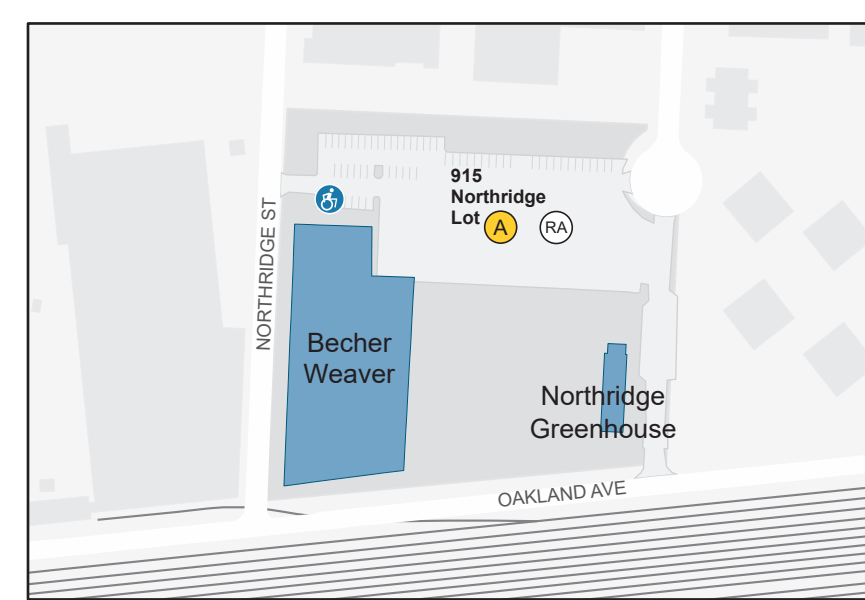 915
Northridge
Lot
A
RA
NORTHRIDGE ST
Becher
Weaver
Northridge
Greenhouse
OAKLAND AVE